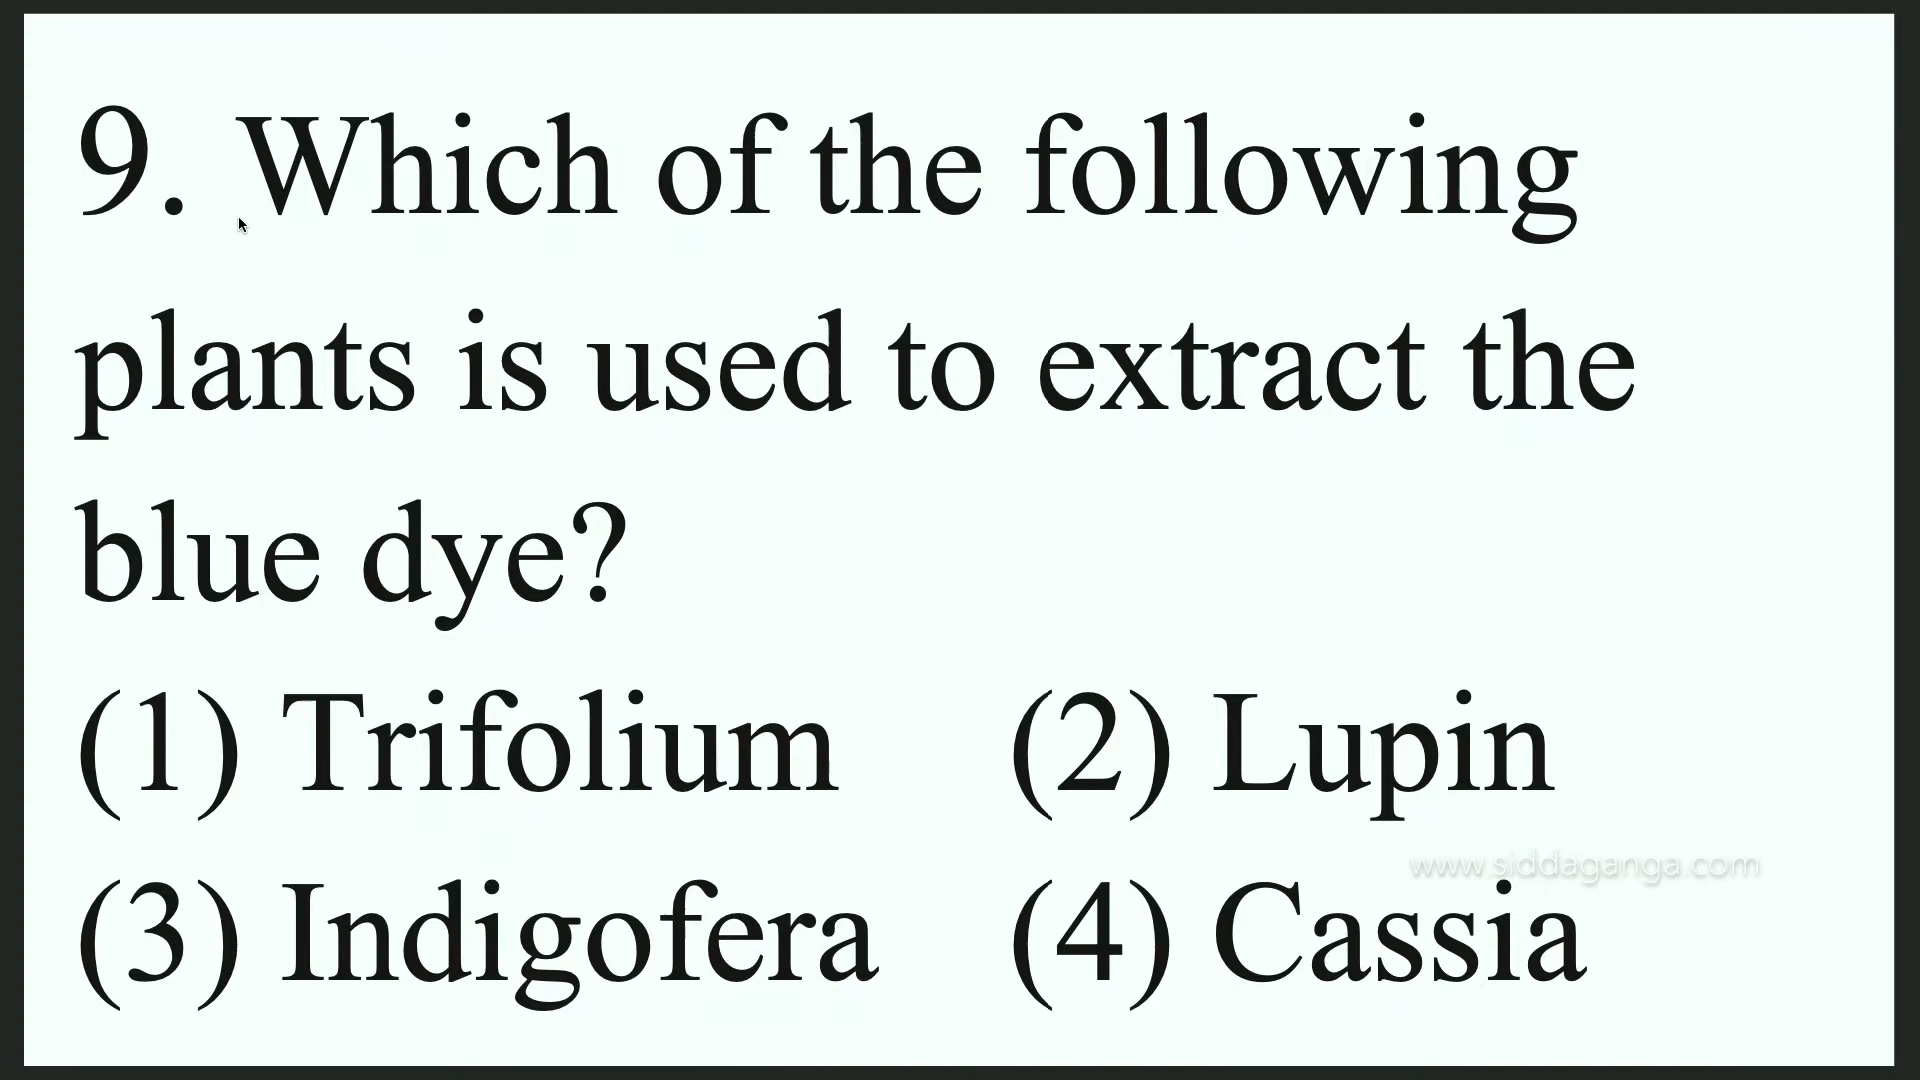 9. Which of the following
plants is used to extract the
blue dye?
(1) Trifolium (2) Lupin
www.siddaganga.com
(3) Indigofera (4) Cassia